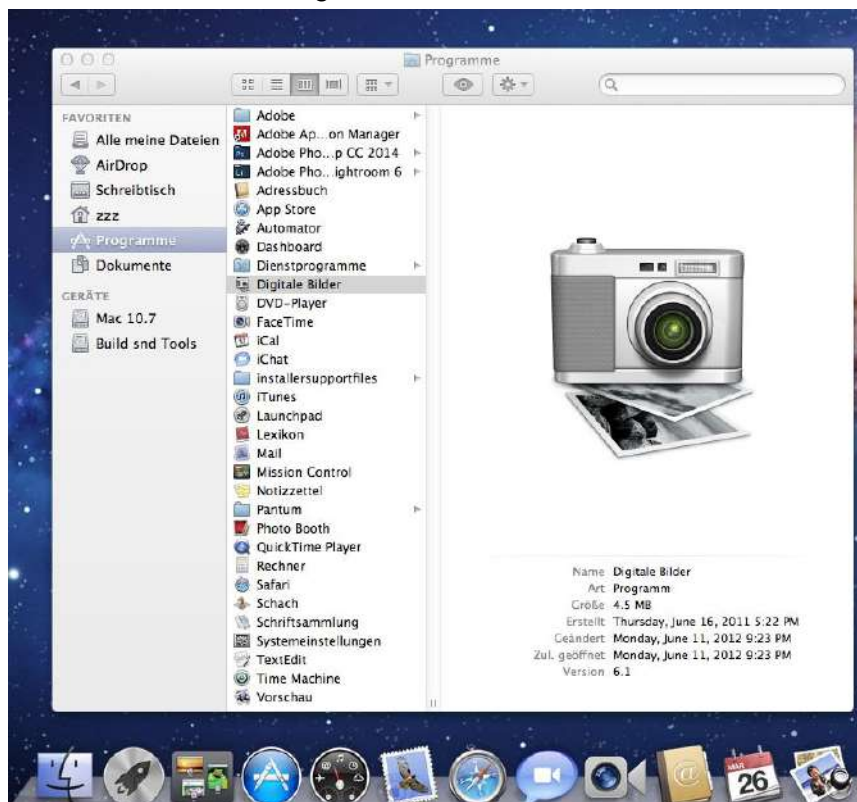 Programme
FAVORITEN
Alle meine Dateien
AirDrop
Schreibtisch
zzz
Programme
Dokumente
GERÄTE
Mac 10.7
Build snd Tools
Adobe
Adobe Ap...on Manager
Adobe Pho...p CC 2014
Adobe Pho...ightroom 6
Adressbuch
App Store
Automator
Dashboard
Dienstprogramme
Digitale Bilder
DVD-Player
FaceTime
iCal
iChat
installersupportfiles
iTunes
Launchpad
Lexikon
Mail
Mission Control
Notizzettel
Pantum
Photo Booth
QuickTime Player
Rechner
Safari
Schach
Schriftsammlung
Systemeinstellungen
TextEdit
Time Machine
Vorschau
Name Digitale Bilder
Art Programm
Größe 4.5 MB
Erstellt Thursday, June 16, 2011 5:22 PM
Geändert Monday, June 11, 2012 9:23 PM
Zul. geöffnet Monday, June 11, 2012 9:23 PM
Version 6.1
MAR
26